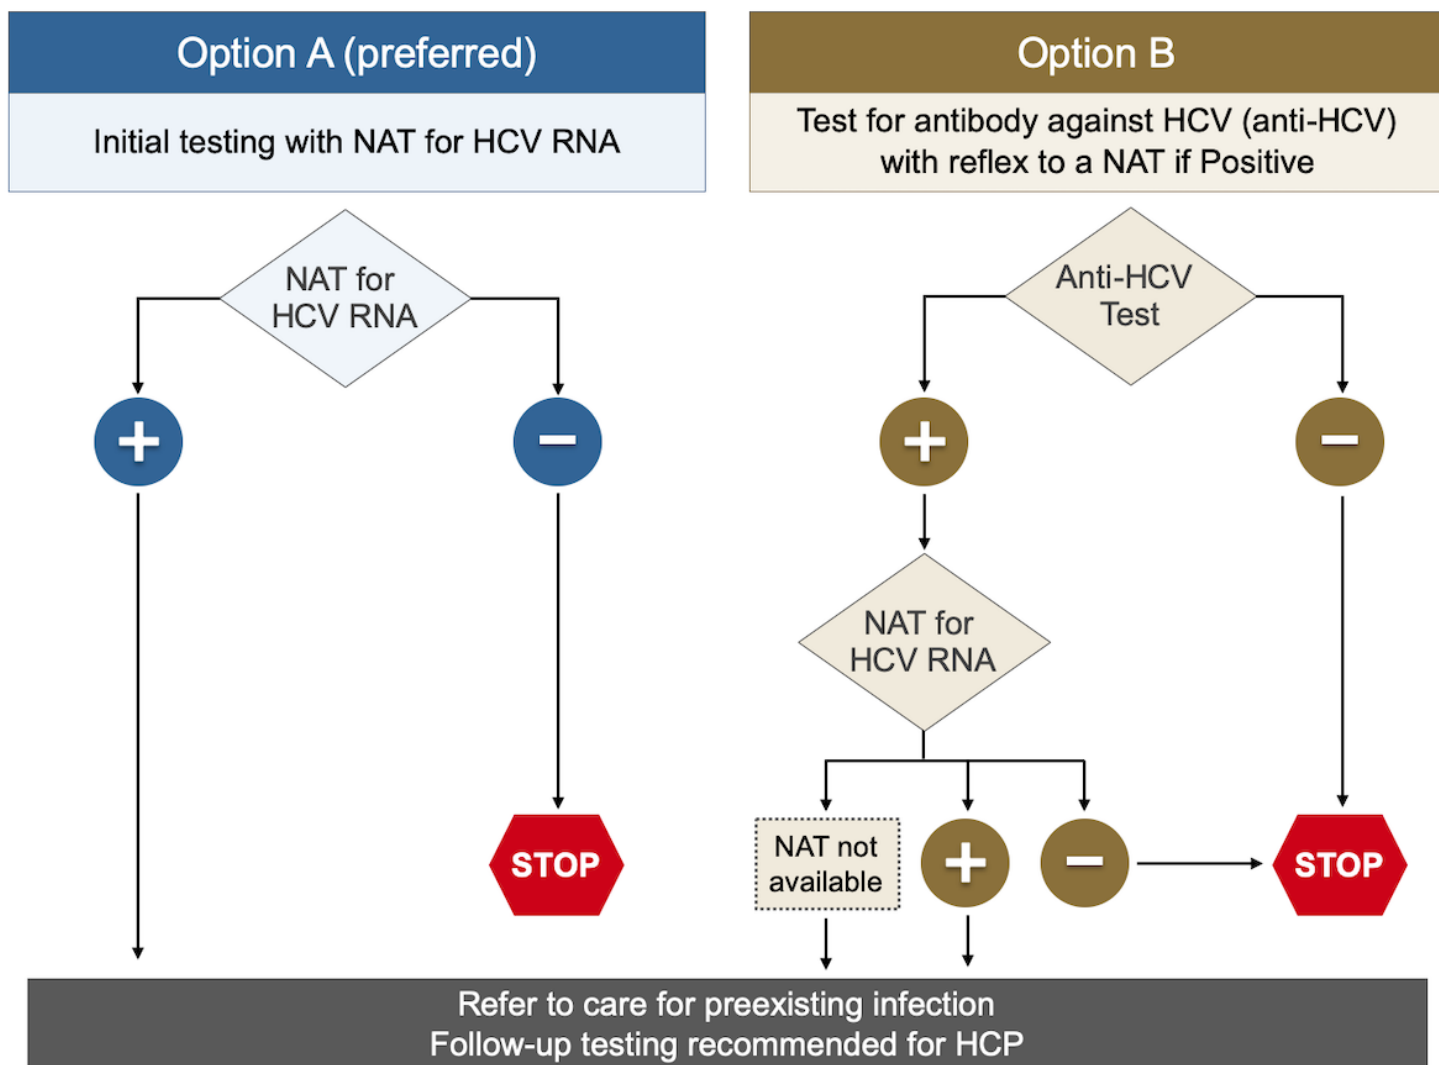 Option A (preferred)
Initial testing with NAT for HCV RNA
NAT for
HCV RNA
+
−
STOP
Option B
Test for antibody against HCV (anti-HCV)
with reflex to a NAT if Positive
Anti-HCV
Test
+
−
NAT for
HCV RNA
NAT not
available
+
−
STOP
Refer to care for preexisting infection
Follow-up testing recommended for HCP